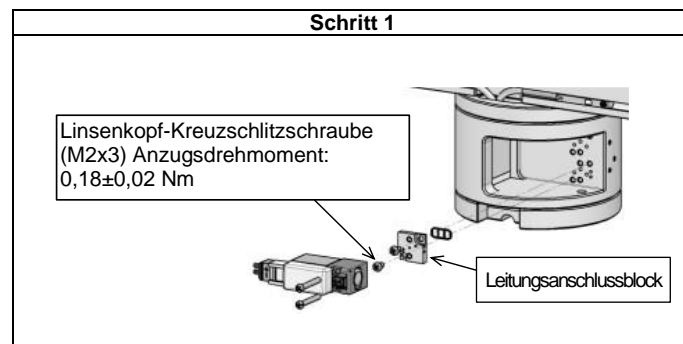 Schritt 1
Linsenkopf-Kreuzschlitzschraube
(M2x3) Anzugsdrehmoment:
0,18±0,02 Nm
Leitungsanschlussblock